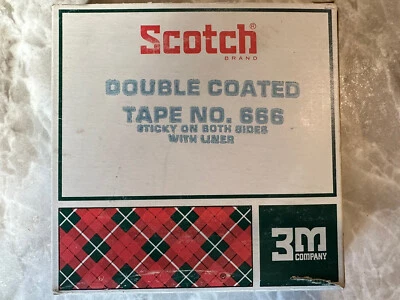 Scotch®
BRAND
DOUBLE COATED
TAPE NO. 666
STICKY ON BOTH SIDES
WITH LINER
3M
COMPANY